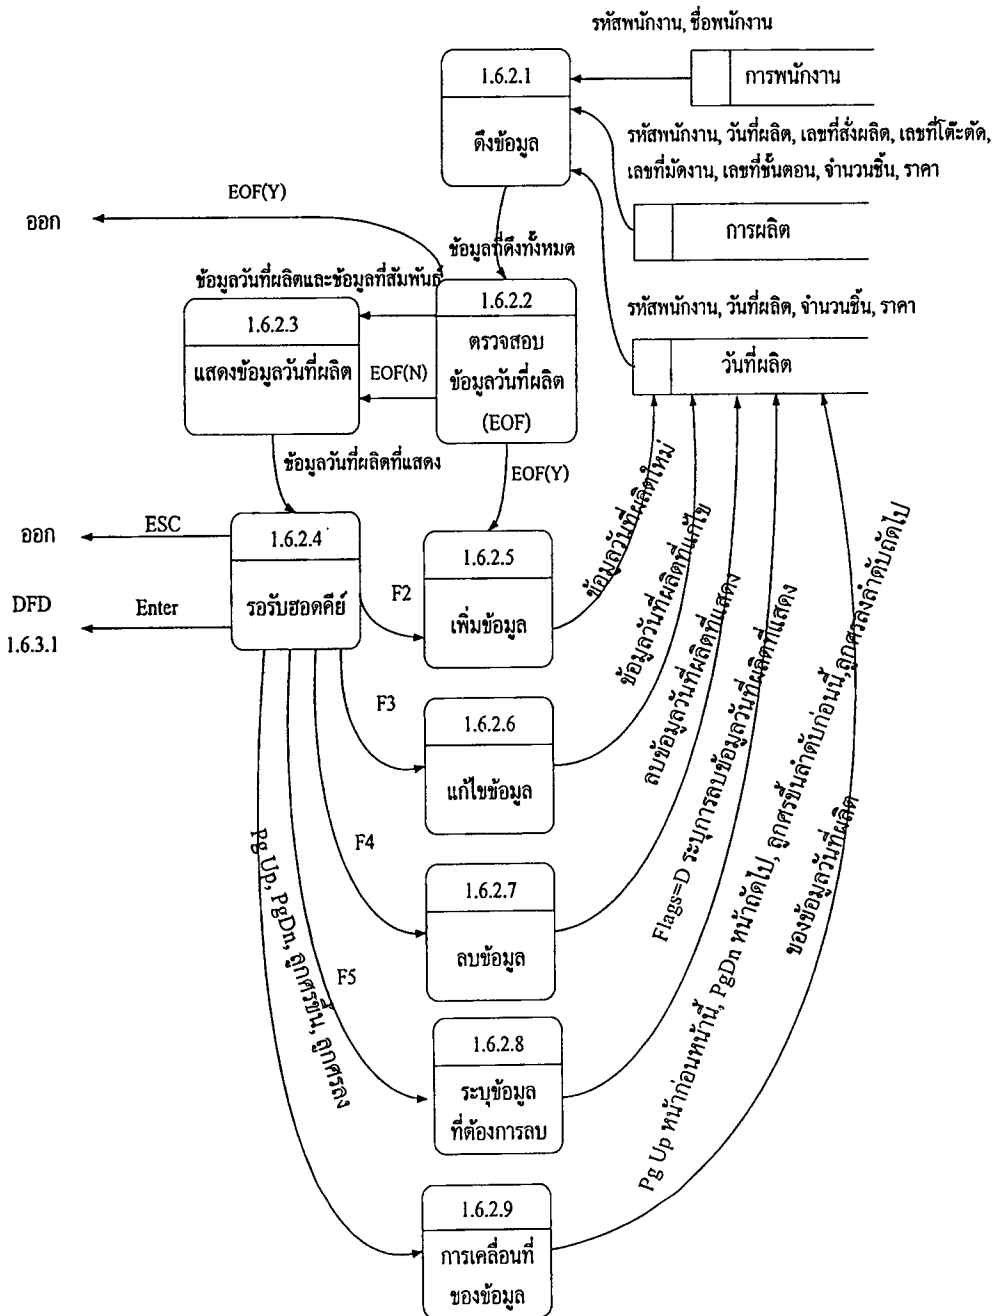 รหัสพนักงาน, ชื่อพนักงาน
1.6.2.1
การพนักงาน
ดึงข้อมูล
รหัสพนักงาน, วันที่ผลิต, เลขที่สั่งผลิต, เลขที่โต๊ะตัด,
เลขที่มัดงาน, เลขที่ขั้นตอน, จำนวนชิ้น, ราคา
EOF(Y)
ออก
การผลิต
ข้อมูลที่ดึงทั้งหมด
ข้อมูลวันที่ผลิตและข้อมูลที่สัมพันธ์
1.6.2.2
รหัสพนักงาน, วันที่ผลิต, จำนวนชิ้น, ราคา
1.6.2.3
ตรวจสอบ
ข้อมูลวันที่ผลิต
(EOF)
วันที่ผลิต
แสดงข้อมูลวันที่ผลิต
EOF(N)
ข้อมูลวันที่ผลิตที่แสดง
EOF(Y)
ออก
ESC
1.6.2.4
รอรับฮอดคีย์
DFD
1.6.3.1
Enter
F2
1.6.2.5
เพิ่มข้อมูล
ข้อมูลวันที่ผลิตใหม่
ข้อมูลวันที่ผลิตที่แก้ไข
ลบข้อมูลวันที่ผลิตที่แสดง
Flags=D ระบุการลบข้อมูลวันที่ผลิตที่แสดง
Pg Up หน้าก่อนหน้านี้, PgDn หน้าถัดไป, ลูกศรขึ้นลำดับก่อนนี้,ลูกศรลงลำดับถัดไป
ของข้อมูลวันที่ผลิต
F3
1.6.2.6
แก้ไขข้อมูล
F4
Pg Up, PgDn, ลูกศรขึ้น, ลูกศรลง
1.6.2.7
ลบข้อมูล
F5
1.6.2.8
ระบุข้อมูล
ที่ต้องการลบ
1.6.2.9
การเคลื่อนที่
ของข้อมูล